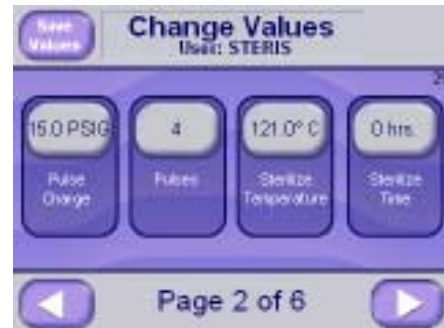 Save
Values
Change Values
User: STERIS
15.0 PSIG
4
121.0° C
0 hrs.
Pulse
Charge
Pulses
Sterilize
Temperature
Sterilize
Time
Page 2 of 6